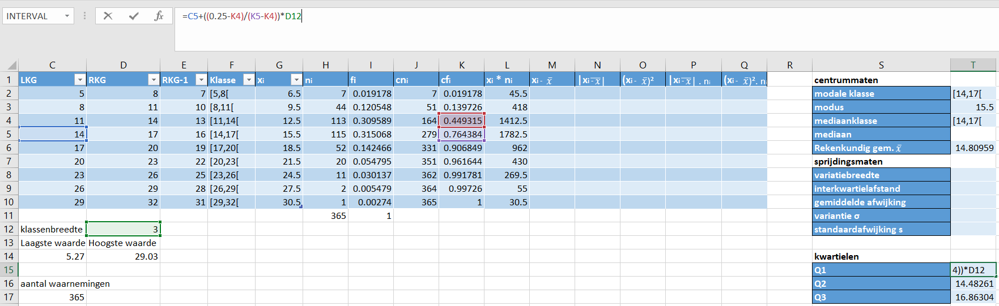 INTERVAL =C5+((0.25-K4)/(K5-K4))*D12
C D E F G H I J K L M N O P Q R S T
1 LKG RKG RKG-1 Klasse xi ni fi cni cfi xi * ni xi - x̅ |xi-x̅| (xi - x̅)² |xi-x̅| . ni (xi - x̅)². ni centrummaten
2 5 8 7 [5,8[ 6.5 7 0.019178 7 0.019178 45.5 modale klasse [14,17[
3 8 11 10 [8,11[ 9.5 44 0.120548 51 0.139726 418 modus 15.5
4 11 14 13 [11,14[ 12.5 113 0.309589 164 0.449315 1412.5 mediaanklasse [14,17[
5 14 17 16 [14,17[ 15.5 115 0.315068 279 0.764384 1782.5 mediaan
6 17 20 19 [17,20[ 18.5 52 0.142466 331 0.906849 962 Rekenkundig gem. x̅ 14.80959
7 20 23 22 [20,23[ 21.5 20 0.054795 351 0.961644 430 sprijdingsmaten
8 23 26 25 [23,26[ 24.5 11 0.030137 362 0.991781 269.5 variatiebreedte
9 26 29 28 [26,29[ 27.5 2 0.005479 364 0.99726 55 interkwartielafstand
10 29 32 31 [29,32[ 30.5 1 0.00274 365 1 30.5 gemiddelde afwijking
11 365 1 variantie σ
12 klassenbreedte 3 standaardafwijking s
13 Laagste waarde Hoogste waarde
14 5.27 29.03 kwartielen
15 Q1 4))*D12
16 aantal waarnemingen Q2 14.48261
17 365 Q3 16.86304